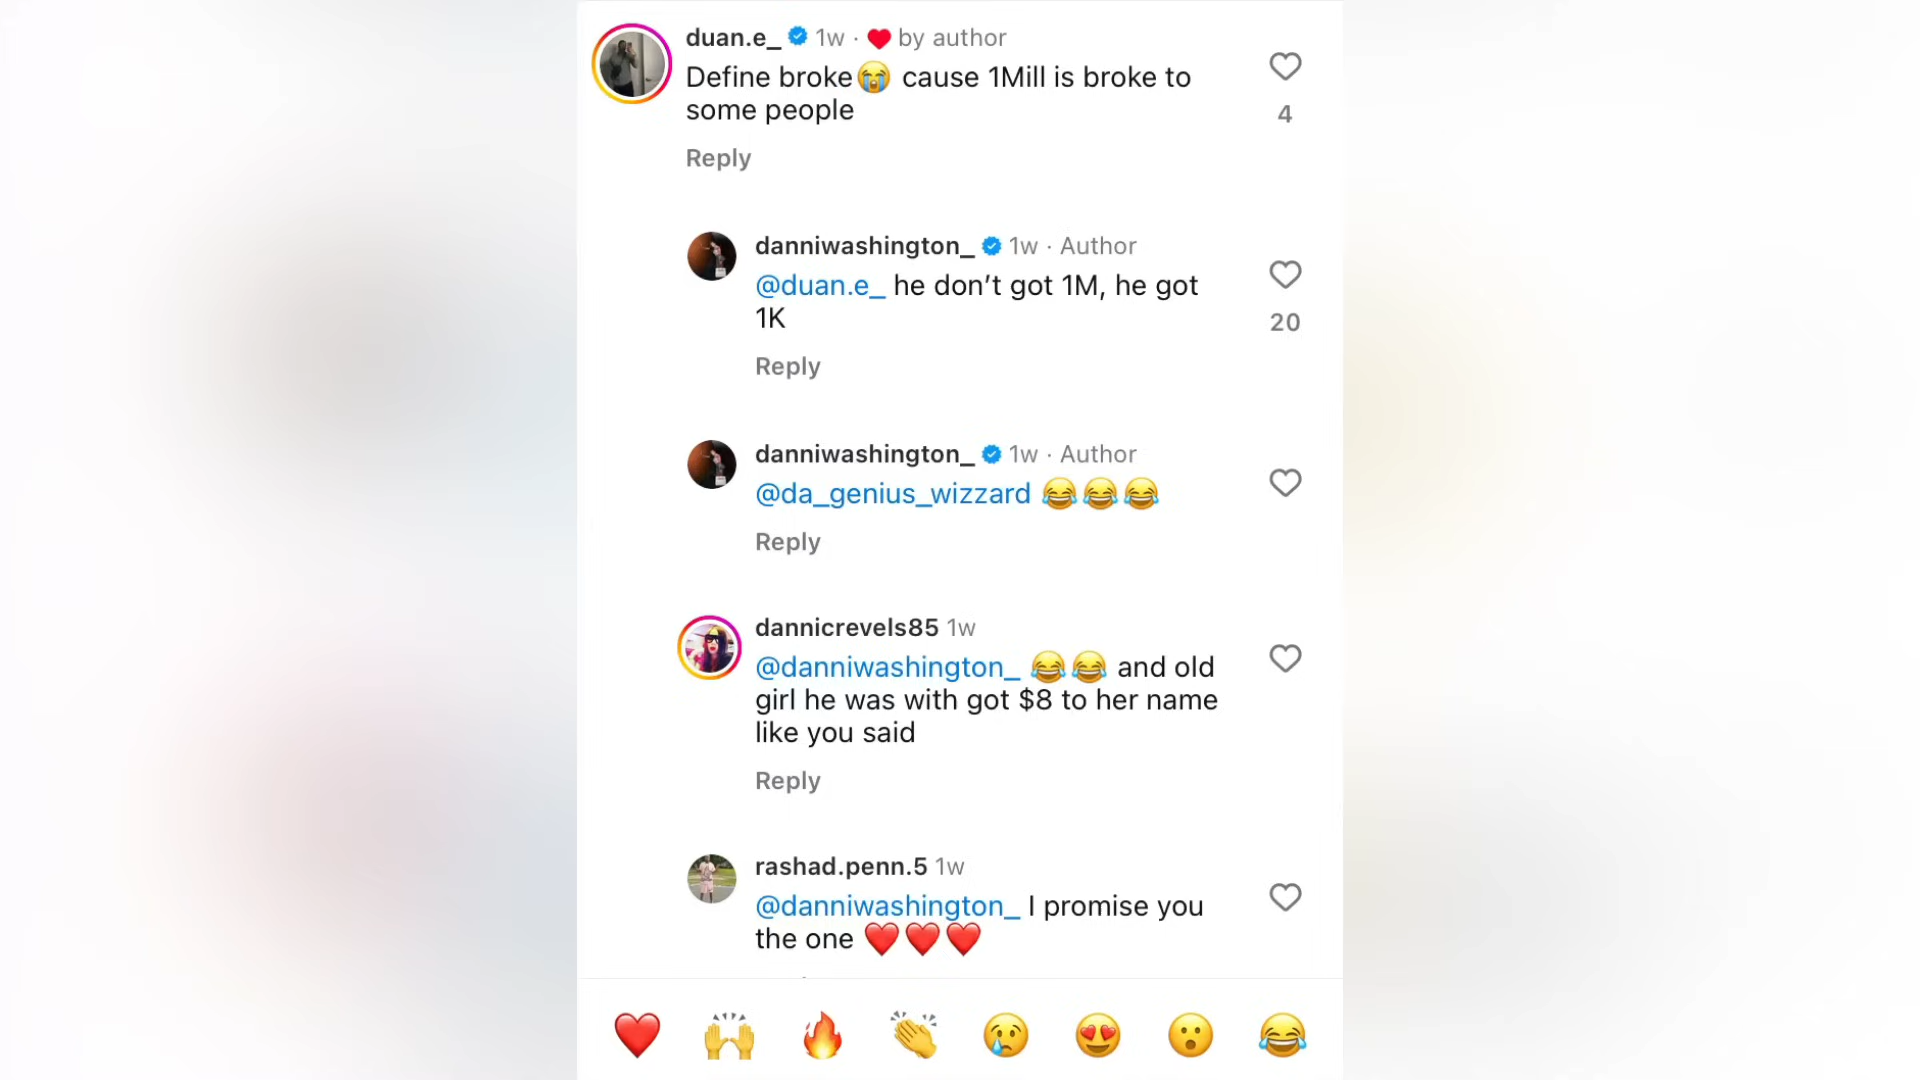 duan.e_ 1w · ❤️ by author
Define broke😭 cause 1Mill is broke to
some people
4
Reply
danniwashington_ 1w · Author
@duan.e_ he don’t got 1M, he got
1K
20
Reply
danniwashington_ 1w · Author
@da_genius_wizzard 😂😂😂
Reply
dannicrevels85 1w
@danniwashington_ 😂😂 and old
girl he was with got $8 to her name
like you said
Reply
rashad.penn.5 1w
@danniwashington_ I promise you
the one ❤️❤️❤️